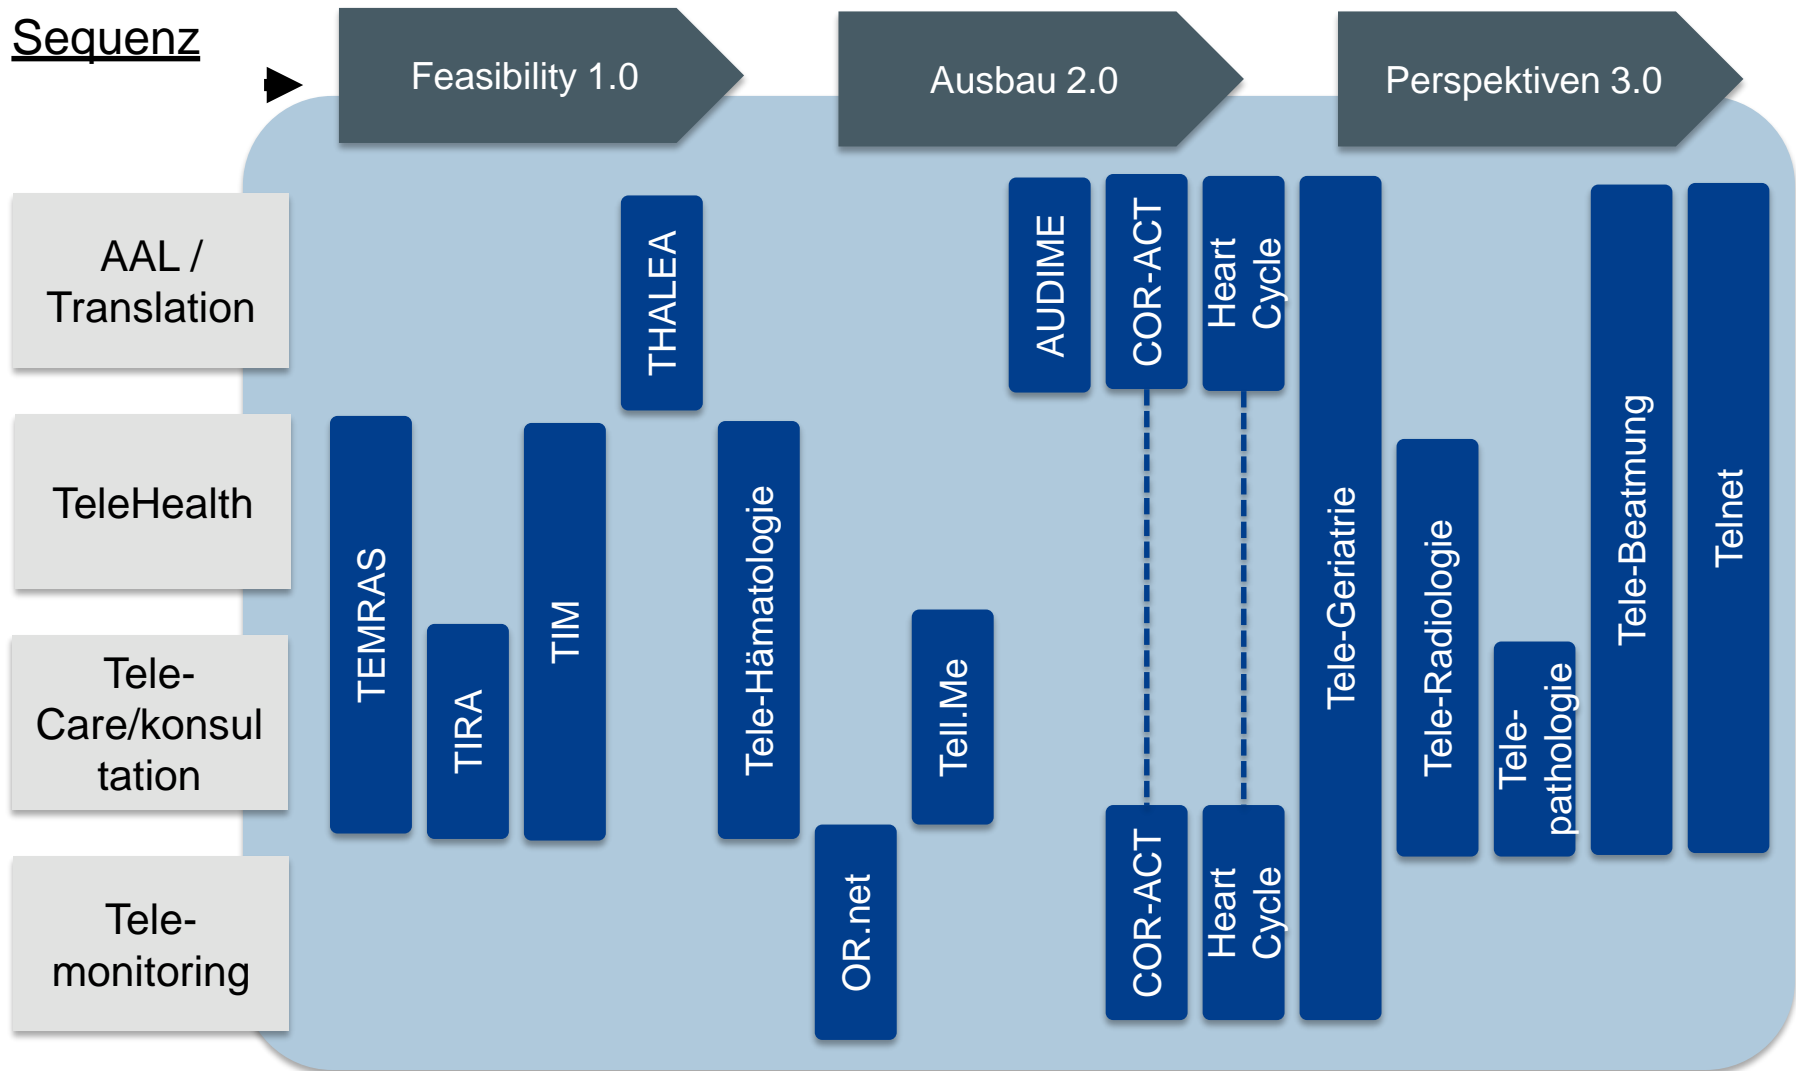 Sequenz
Feasibility 1.0
Ausbau 2.0
Perspektiven 3.0
AAL /
Translation
TeleHealth
Tele-
Care/konsul
tation
Tele-
monitoring
TEMRAS
TIRA
TIM
THALEA
Tele-Hämatologie
OR.net
Tell.Me
AUDIME
COR-ACT
Heart
Cycle
COR-ACT
Heart
Cycle
Tele-Geriatrie
Tele-Radiologie
Tele-
pathologie
Tele-Beatmung
Telnet